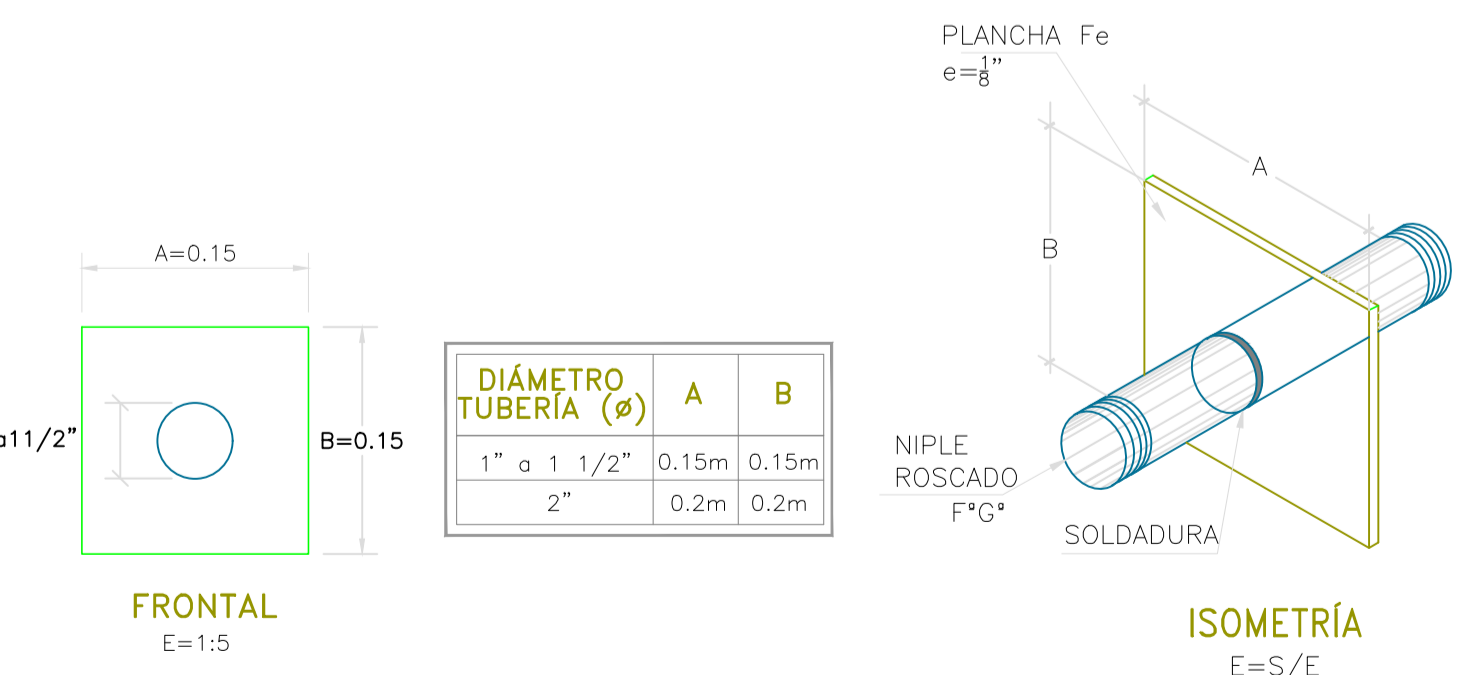 PLANCHA Fe
e=1/8”
A
B
A=0.15
a11/2”
B=0.15
DIÁMETRO TUBERÍA (ø) A B
1” a 1 1/2” 0.15m 0.15m
2” 0.2m 0.2m
NIPLE
ROSCADO
FºGº
SOLDADURA
FRONTAL
E=1:5
ISOMETRÍA
E=S/E